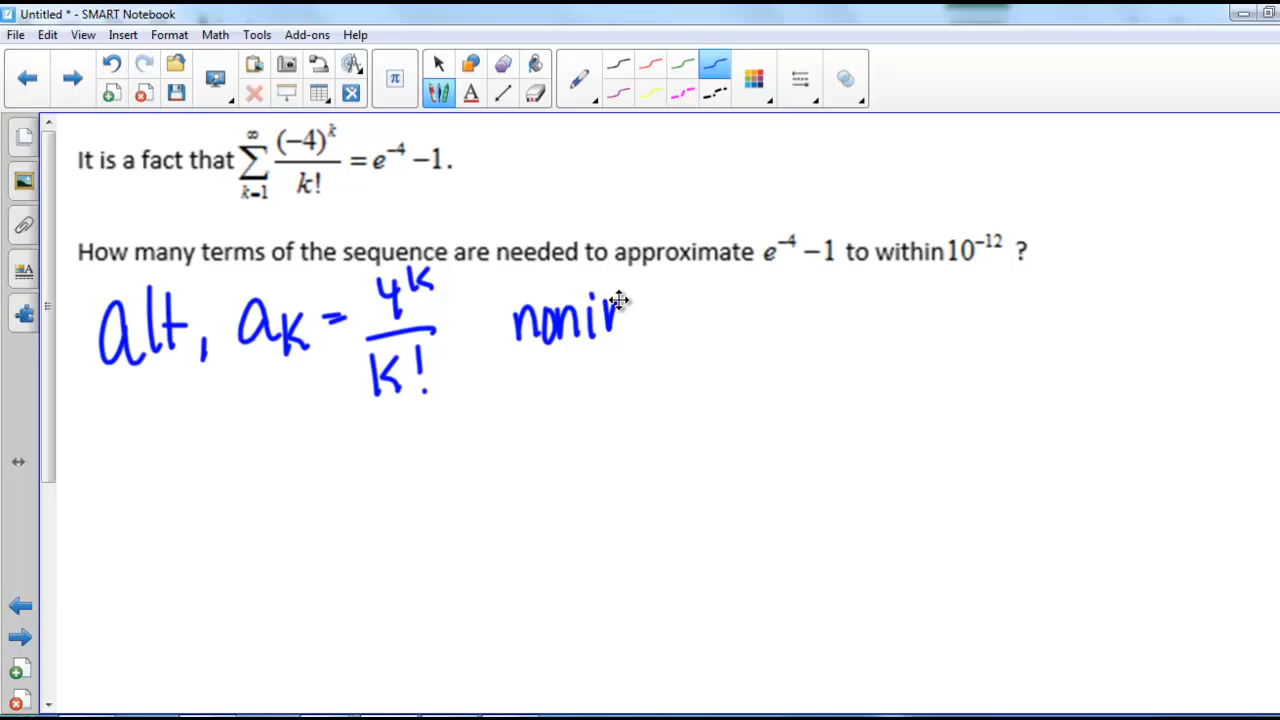 Untitled * - SMART Notebook
File Edit View Insert Format Math Tools Add-ons Help
π
A
It is a fact that ∑_{k=1}^{∞} (−4)^k / k! = e^{−4} − 1.
How many terms of the sequence are needed to approximate e^{−4} − 1 to within 10^{−12} ?
alt, a_k = 4^k / k! nonin